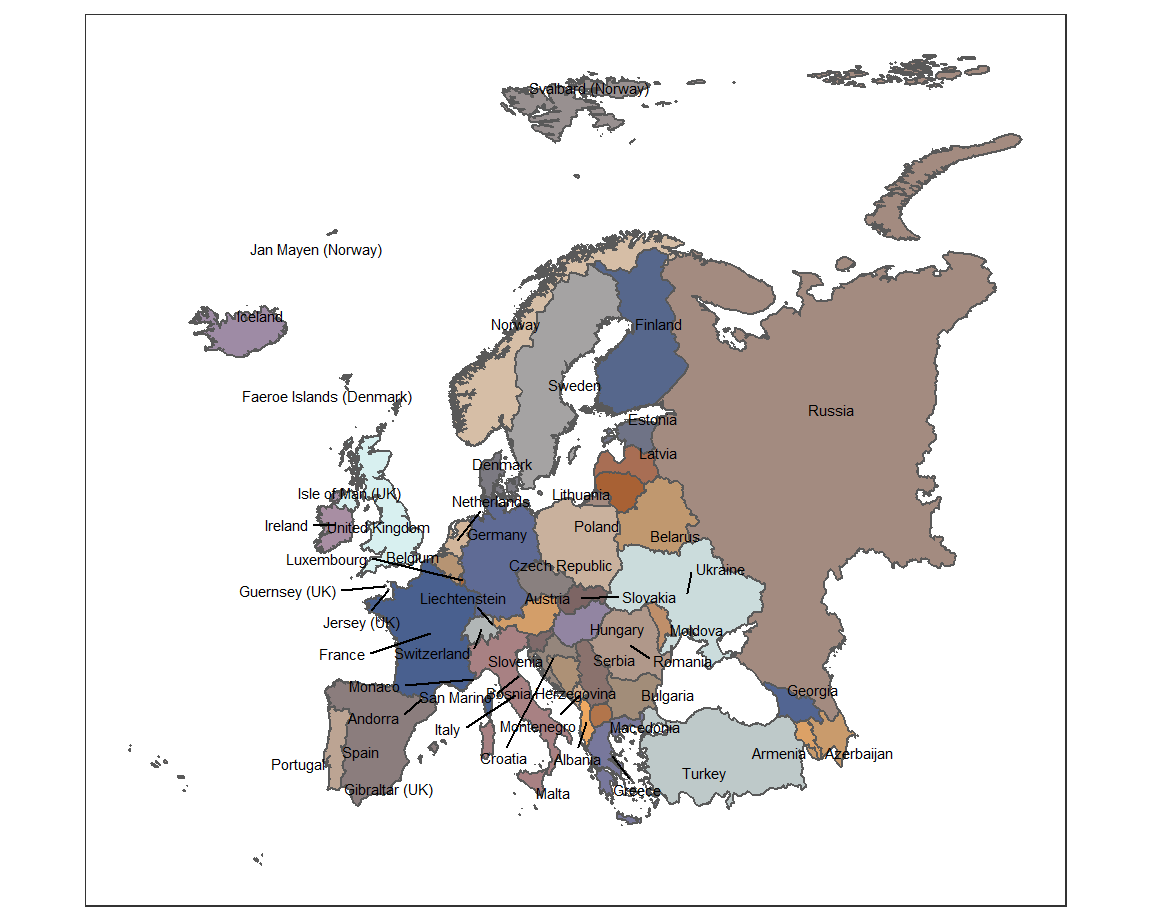 Svalbard (Norway)
Jan Mayen (Norway)
Iceland
Norway
Finland
Sweden
Faeroe Islands (Denmark)
Russia
Estonia
Latvia
Denmark
Isle of Man (UK)
Lithuania
Netherlands
Ireland
United Kingdom
Poland
Germany
Belarus
Luxembourg
Belgium
Czech Republic
Ukraine
Guernsey (UK)
Liechtenstein
Austria
Slovakia
Jersey (UK)
Hungary
Moldova
France
Switzerland
Slovenia
Serbia
Romania
Monaco
San Marino
Bosnia Herzegovina
Georgia
Bulgaria
Andorra
Italy
Montenegro
Macedonia
Spain
Croatia
Albania
Armenia
Azerbaijan
Portugal
Turkey
Gibraltar (UK)
Malta
Greece